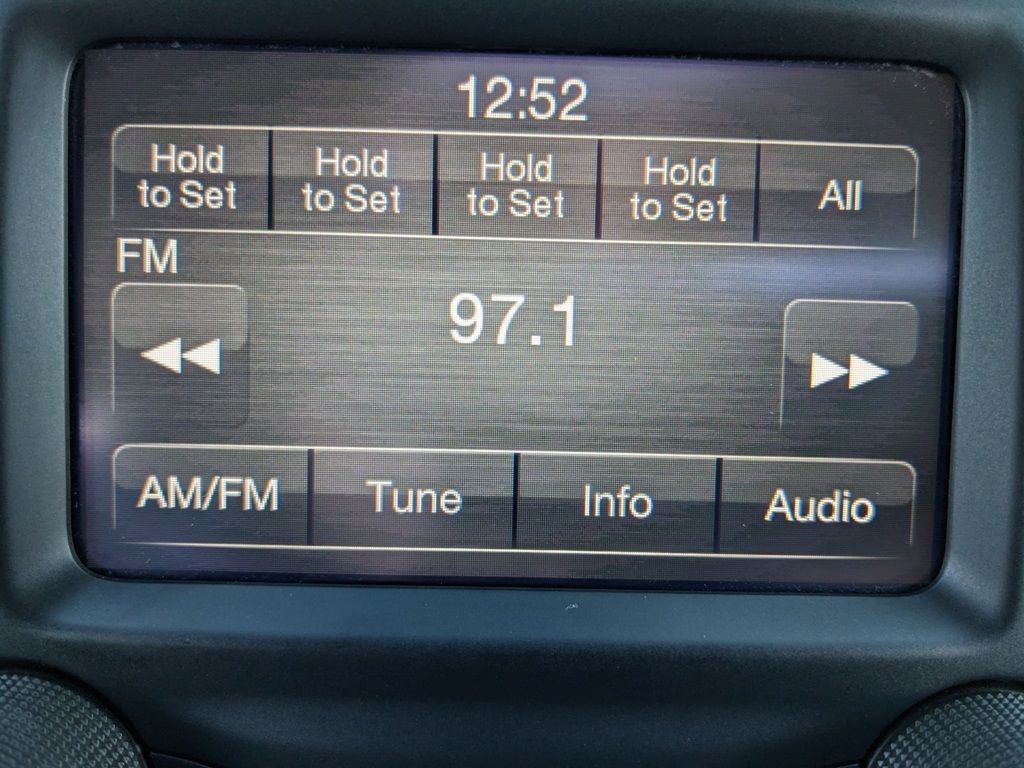 12:52
Hold
to Set
Hold
to Set
Hold
to Set
Hold
to Set
All
FM
97.1
AM/FM
Tune
Info
Audio